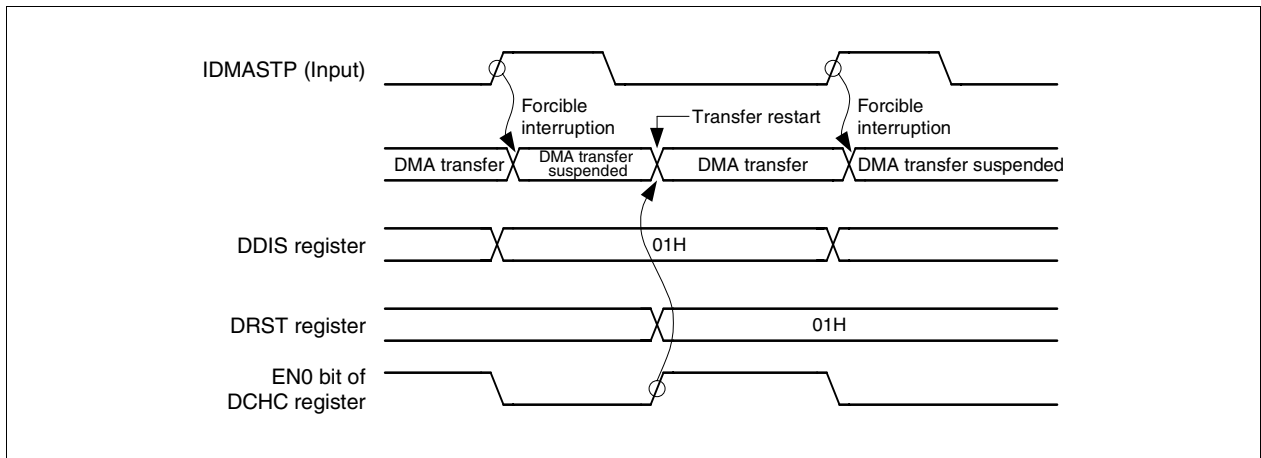 IDMASTP (Input)
Forcible
interruption
Transfer restart
Forcible
interruption
DMA transfer
DMA transfer
suspended
DMA transfer
DMA transfer suspended
DDIS register
01H
DRST register
01H
EN0 bit of
DCHC register